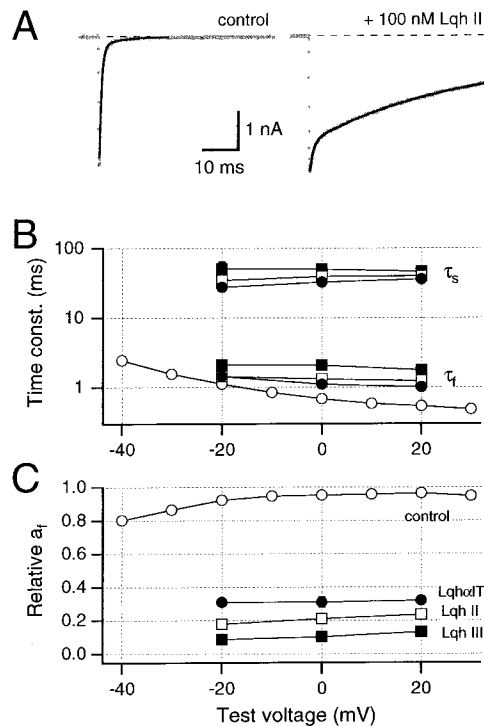 A
control
+ 100 nM Lqh II
1 nA
10 ms
B
Time const. (ms)
100
10
1
τs
τf
-40
-20
0
20
C
Relative af
1.0
0.8
0.6
0.4
0.2
0.0
control
LqhαIT
Lqh II
Lqh III
-40
-20
0
20
Test voltage (mV)